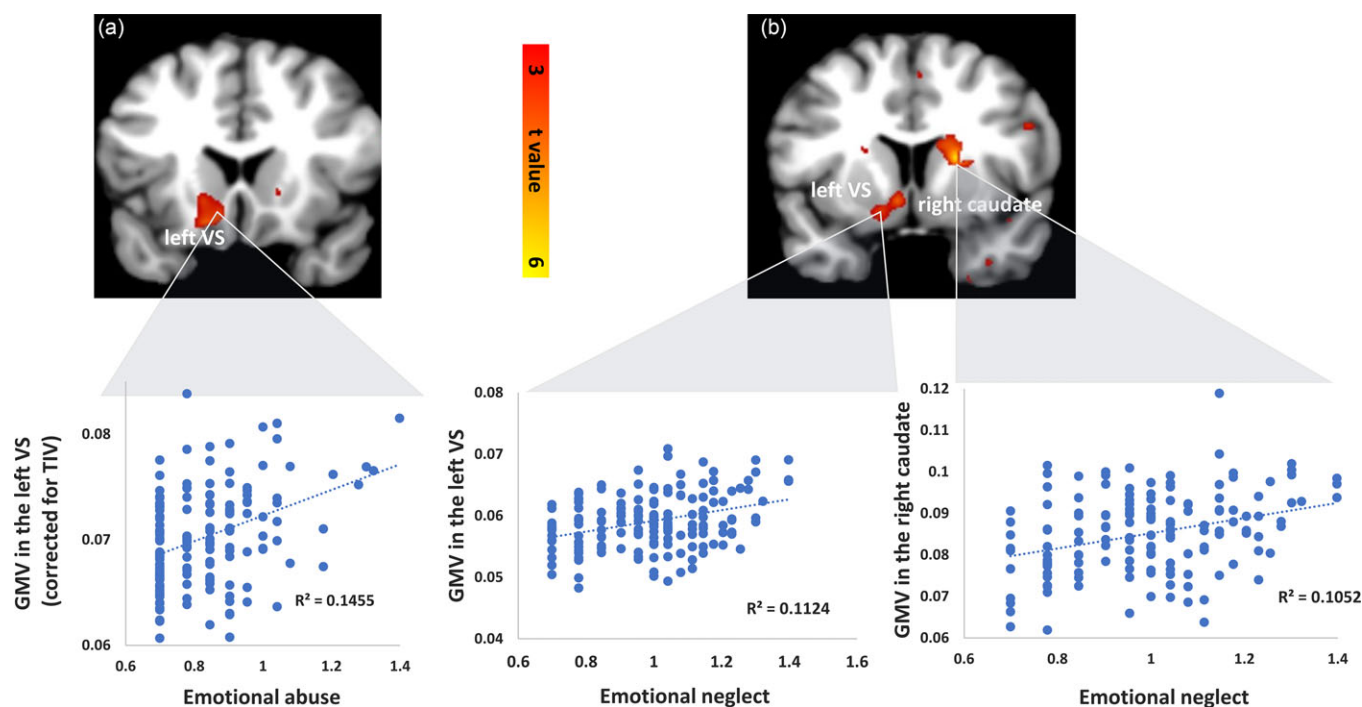 (a)
(b)
3
t value
6
left VS
left VS
right caudate
GMV in the left VS
(corrected for TIV)
0.08
0.07
0.06
0.6
0.8
1
1.2
1.4
R² = 0.1455
Emotional abuse
GMV in the left VS
0.08
0.07
0.06
0.05
0.04
0.6
0.8
1
1.2
1.4
1.6
R² = 0.1124
Emotional neglect
GMV in the right caudate
0.12
0.11
0.1
0.09
0.08
0.07
0.06
0.6
0.8
1
1.2
1.4
R² = 0.1052
Emotional neglect